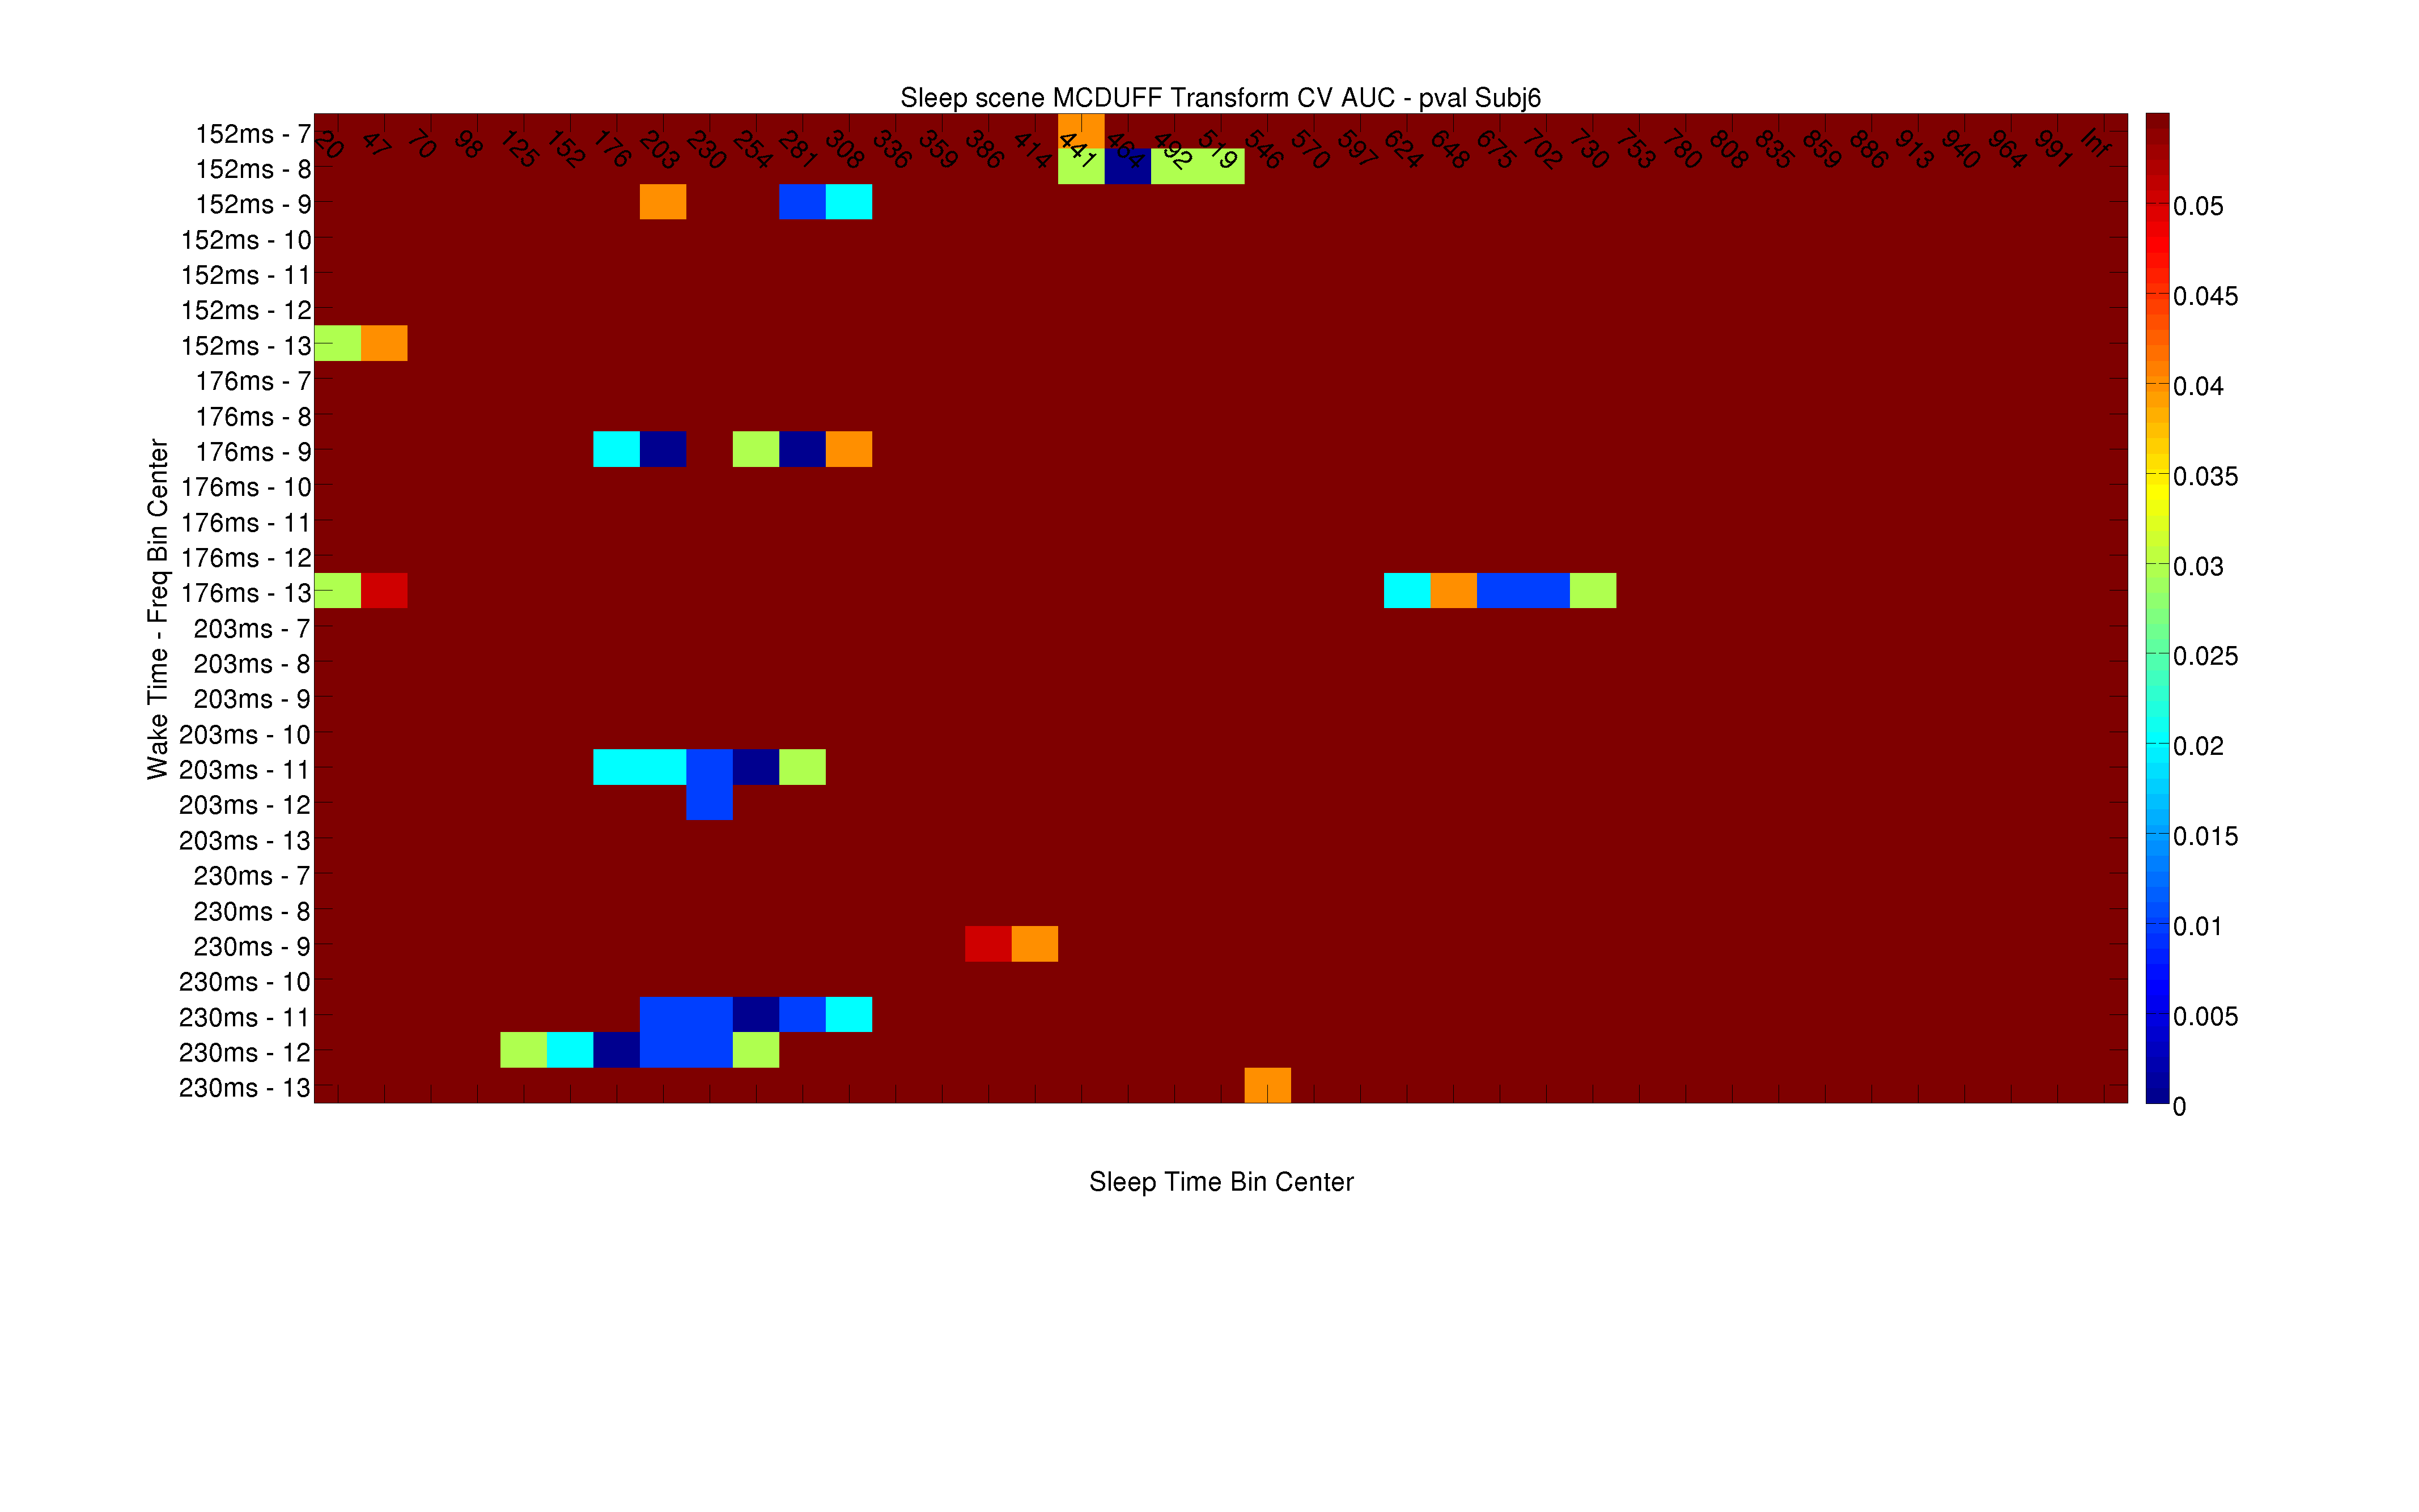 Sleep scene MCDUFF Transform CV AUC - pval Subj6
152ms - 7
152ms - 8
152ms - 9
152ms - 10
152ms - 11
152ms - 12
152ms - 13
176ms - 7
176ms - 8
176ms - 9
176ms - 10
176ms - 11
176ms - 12
176ms - 13
203ms - 7
203ms - 8
203ms - 9
203ms - 10
203ms - 11
203ms - 12
203ms - 13
230ms - 7
230ms - 8
230ms - 9
230ms - 10
230ms - 11
230ms - 12
230ms - 13
Wake Time - Freq Bin Center
20
47
70
98
125
152
176
203
230
254
281
308
336
359
386
414
441
464
492
519
546
570
597
624
648
675
702
730
753
780
808
835
859
886
913
940
964
991
Inf
0.05
0.045
0.04
0.035
0.03
0.025
0.02
0.015
0.01
0.005
0
Sleep Time Bin Center